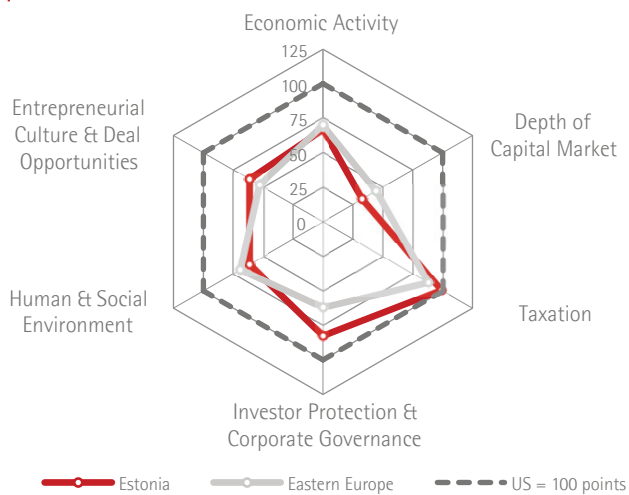 Economic Activity
125
100
75
50
25
0
Entrepreneurial
Culture & Deal
Opportunities
Depth of
Capital Market
Human & Social
Environment
Taxation
Investor Protection &
Corporate Governance
Estonia
Eastern Europe
US = 100 points